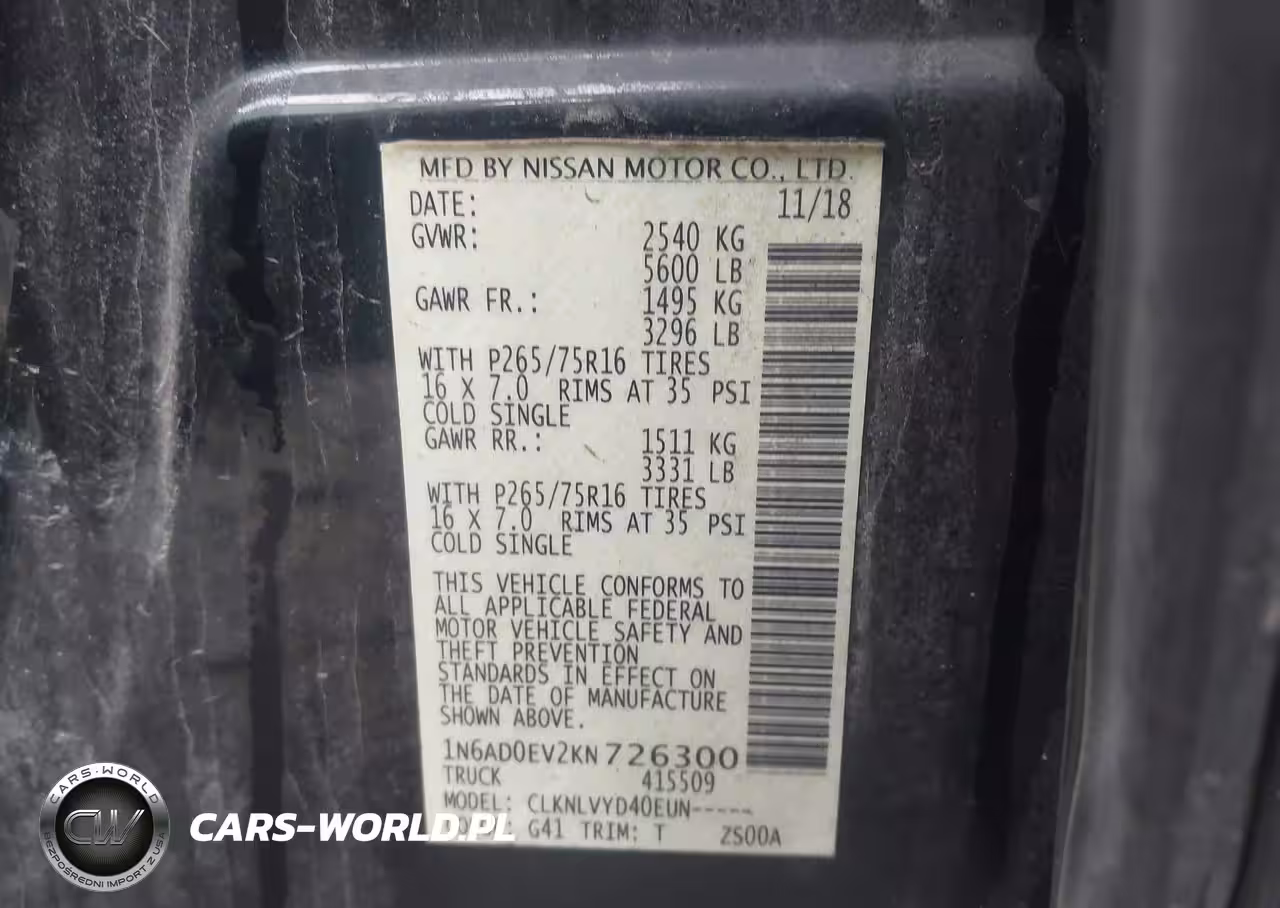 MFD BY NISSAN MOTOR CO., LTD.
DATE: 11/18
GVWR: 2540 KG
5600 LB
GAWR FR.: 1495 KG
3296 LB
WITH P265/75R16 TIRES
16 X 7.0 RIMS AT 35 PSI
COLD SINGLE
GAWR RR.: 1511 KG
3331 LB
WITH P265/75R16 TIRES
16 X 7.0 RIMS AT 35 PSI
COLD SINGLE
THIS VEHICLE CONFORMS TO
ALL APPLICABLE FEDERAL
MOTOR VEHICLE SAFETY AND
THEFT PREVENTION
STANDARDS IN EFFECT ON
THE DATE OF MANUFACTURE
SHOWN ABOVE.
1N6AD0EV2KN726300
TRUCK 415509
MODEL: CLKNLVYD40EUN-----
G41 TRIM: T ZS00A
CARS-WORLD
CW
BEZPOŚREDNI IMPORT Z USA
CARS-WORLD.PL